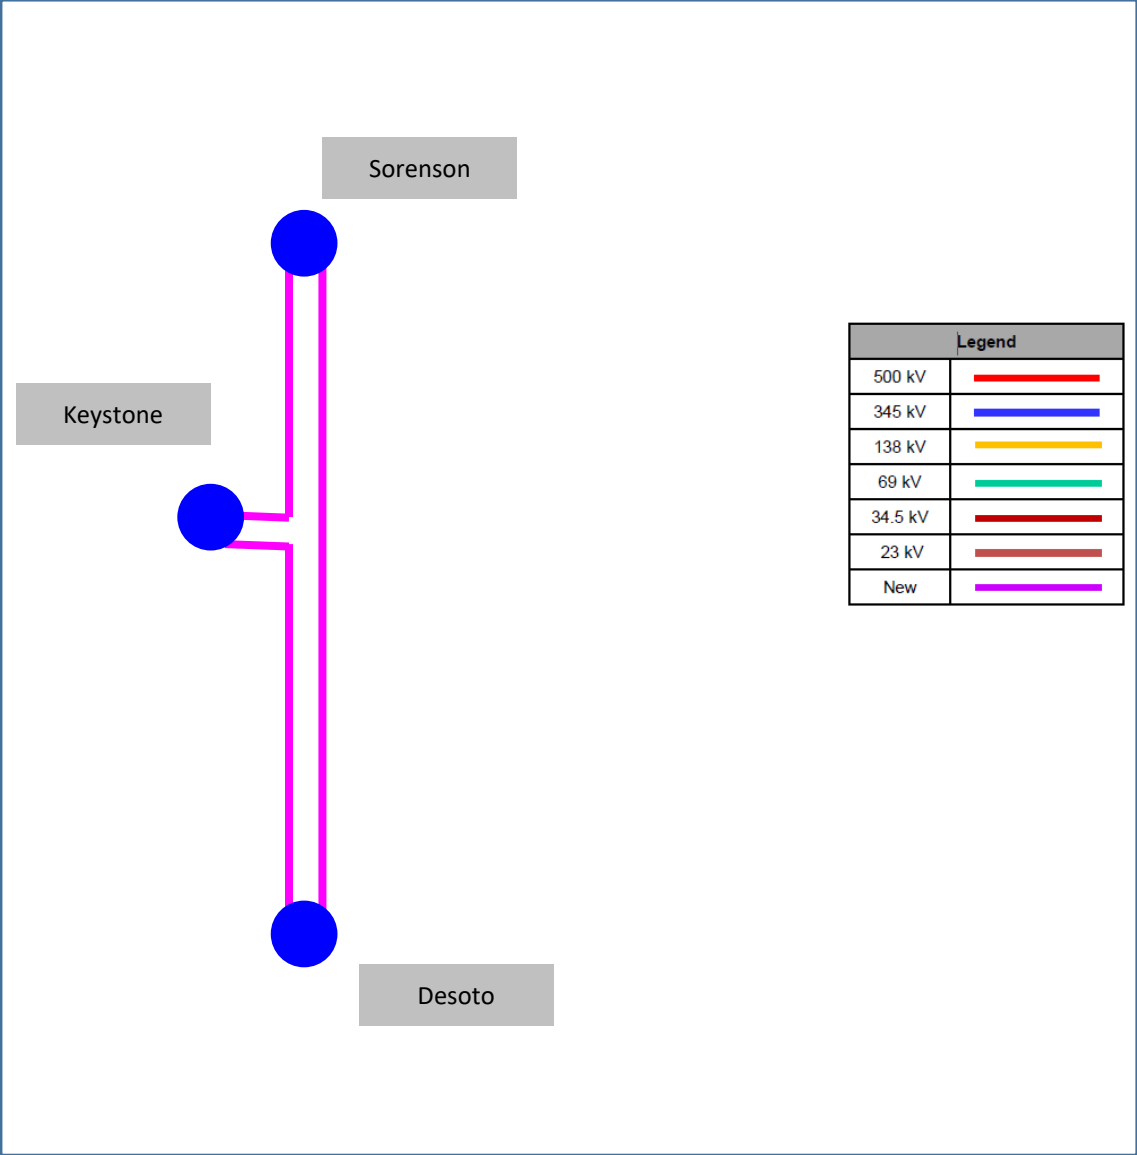 Sorenson
Keystone
Legend
500 kV
345 kV
138 kV
69 kV
34.5 kV
23 kV
New
Desoto